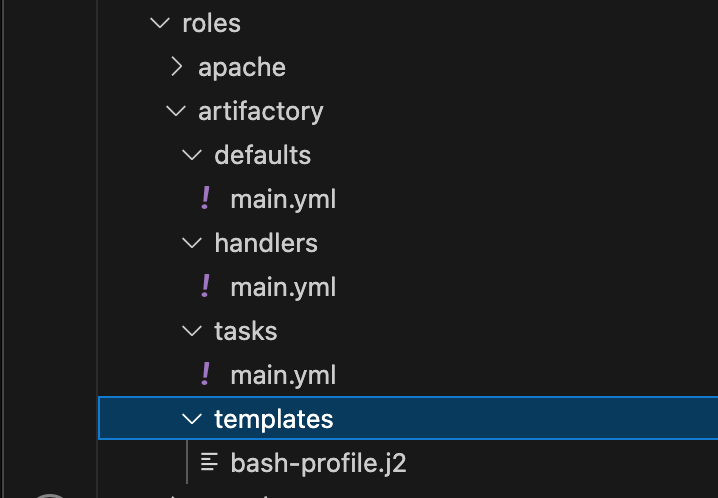 roles
apache
artifactory
defaults
! main.yml
handlers
! main.yml
tasks
! main.yml
templates
bash-profile.j2